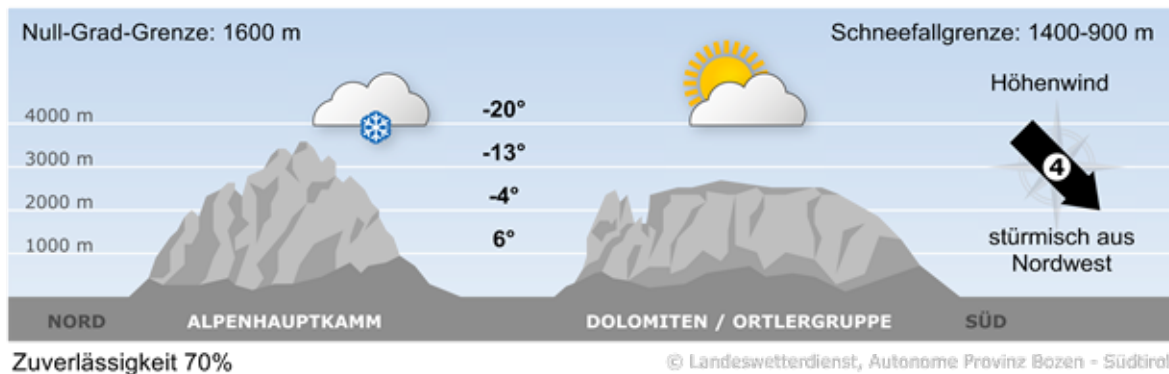 Null-Grad-Grenze: 1600 m
Schneefallgrenze: 1400-900 m
Höhenwind
4000 m
-20°
3000 m
-13°
4
2000 m
-4°
1000 m
6°
stürmisch aus
Nordwest
NORD
ALPENHAUPTKAMM
DOLOMITEN / ORTLERGRUPPE
SÜD
Zuverlässigkeit 70%
© Landeswetterdienst, Autonome Provinz Bozen - Südtirol